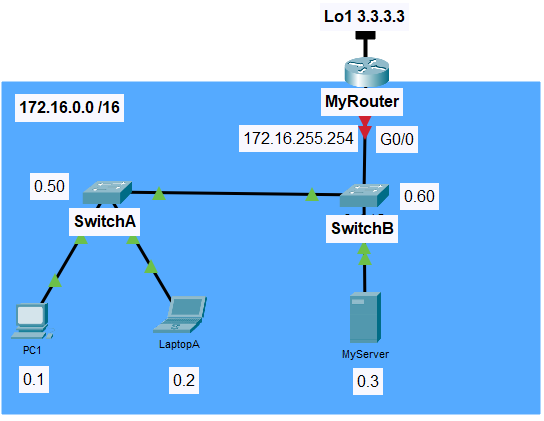 Lo1 3.3.3.3
MyRouter
172.16.0.0 /16
172.16.255.254
G0/0
0.50
0.60
SwitchA
SwitchB
PC1
LaptopA
MyServer
0.1
0.2
0.3